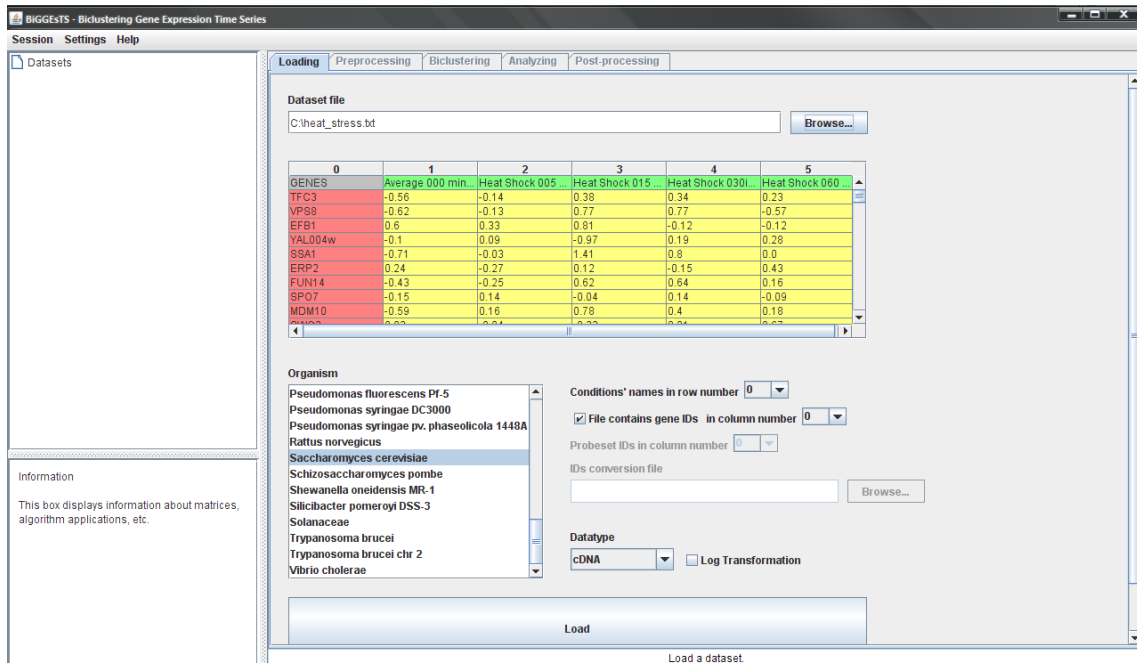 BiGGEsTS - Biclustering Gene Expression Time Series
Session Settings Help
Datasets
Loading Preprocessing Biclustering Analyzing Post-processing
Dataset file
C:\heat_stress.txt Browse...
0 1 2 3 4 5
GENES Average 000 min... Heat Shock 005 ... Heat Shock 015 ... Heat Shock 030i... Heat Shock 060 ...
TFC3 -0.56 -0.14 0.38 0.34 0.23
VPS8 -0.62 -0.13 0.77 0.77 -0.57
EFB1 0.6 0.33 0.81 -0.12 -0.12
YAL004w -0.1 0.09 -0.97 0.19 0.28
SSA1 -0.71 -0.03 1.41 0.8 0.0
ERP2 0.24 -0.27 0.12 -0.15 0.43
FUN14 -0.43 -0.25 0.62 0.64 0.16
SPO7 -0.15 0.14 -0.04 0.14 -0.09
MDM10 -0.59 0.16 0.78 0.4 0.18
Organism
Pseudomonas fluorescens Pf-5
Pseudomonas syringae DC3000
Pseudomonas syringae pv. phaseolicola 1448A
Rattus norvegicus
Saccharomyces cerevisiae
Schizosaccharomyces pombe
Shewanella oneidensis MR-1
Silicibacter pomeroyi DSS-3
Solanaceae
Trypanosoma brucei
Trypanosoma brucei chr 2
Vibrio cholerae
Conditions' names in row number 0
File contains gene IDs in column number 0
Probeset IDs in column number 0
IDs conversion file
Browse...
Datatype
cDNA Log Transformation
Load
Information
This box displays information about matrices,
algorithm applications, etc.
Load a dataset.